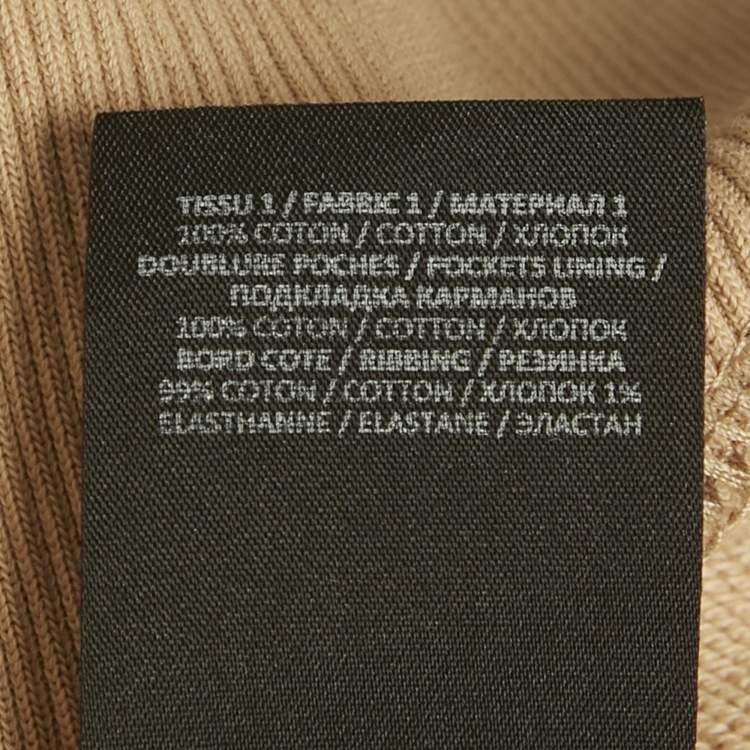 TISSU 1 / FABRIC 1 / МАТЕРИАЛ 1
100% COTON / COTTON / ХЛОПОК
DOUBLURE POCHES / POCKETS LINING /
ПОДКЛАДКА КАРМАНОВ
100% COTON / COTTON / ХЛОПОК
BORD COTE / RIBBING / РЕЗИНКА
99% COTON / COTTON / ХЛОПОК 1%
ELASTHANNE / ELASTANE / ЭЛАСТАН